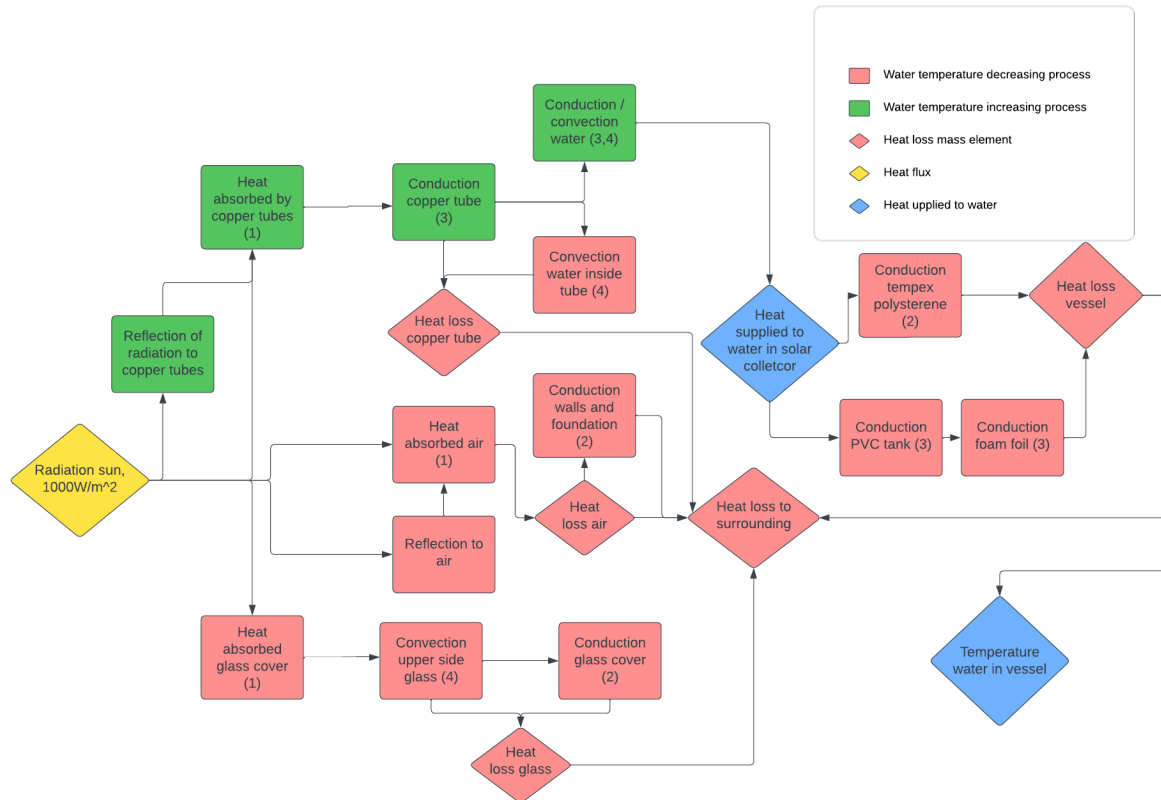 Water temperature decreasing process
Water temperature increasing process
Heat loss mass element
Heat flux
Heat upplied to water
Conduction /
convection
water (3,4)
Heat
absorbed by
copper tubes
(1)
Conduction
copper tube
(3)
Convection
water inside
tube (4)
Conduction
tempex
polysterene
(2)
Heat loss
vessel
Reflection of
radiation to
copper tubes
Heat loss
copper tube
Heat
supplied to
water in solar
colletcor
Conduction
walls and
foundation
(2)
Heat
absorbed air
(1)
Conduction
PVC tank (3)
Conduction
foam foil (3)
Radiation sun,
1000W/m^2
Heat
loss air
Heat loss to
surrounding
Reflection to
air
Heat
absorbed
glass cover
(1)
Convection
upper side
glass (4)
Conduction
glass cover
(2)
Temperature
water in vessel
Heat
loss glass